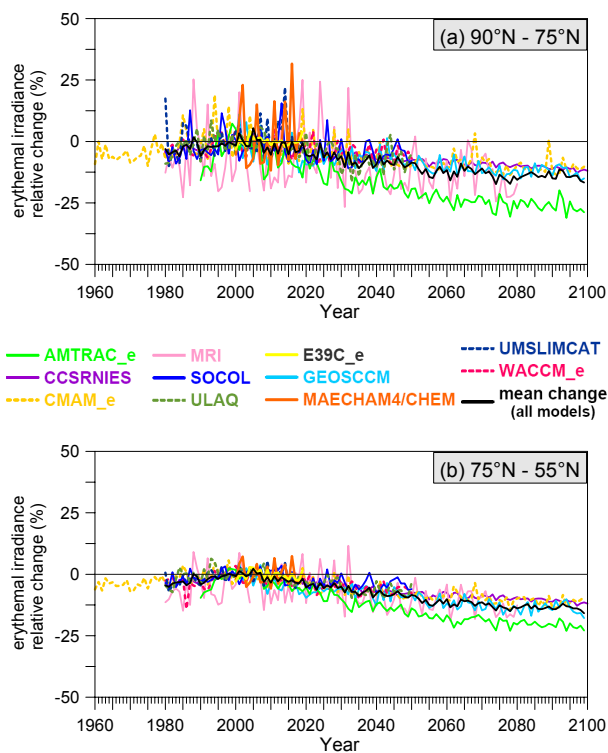 (a) 90°N - 75°N
erythemal irradiance
relative change (%)
50
25
0
-25
-50
1960 1980 2000 2020 2040 2060 2080 2100
Year
AMTRAC_e MRI E39C_e UMSLIMCAT
CCSRNIES SOCOL GEOSCCM WACCM_e
CMAM_e ULAQ MAECHAM4/CHEM mean change
(all models)
(b) 75°N - 55°N
erythemal irradiance
relative change (%)
50
25
0
-25
-50
1960 1980 2000 2020 2040 2060 2080 2100
Year